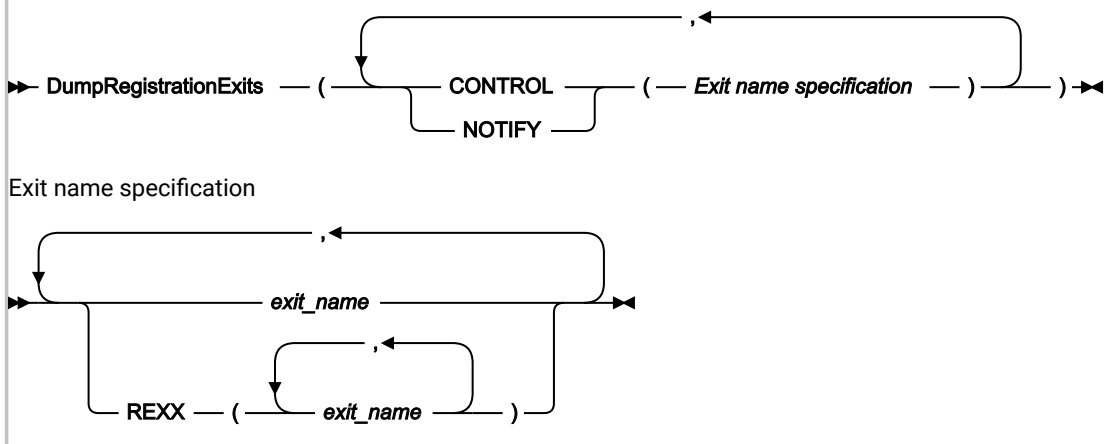 ,
DumpRegistrationExits ( CONTROL ( Exit name specification ) )
NOTIFY
Exit name specification
,
exit_name
,
REXX ( exit_name )